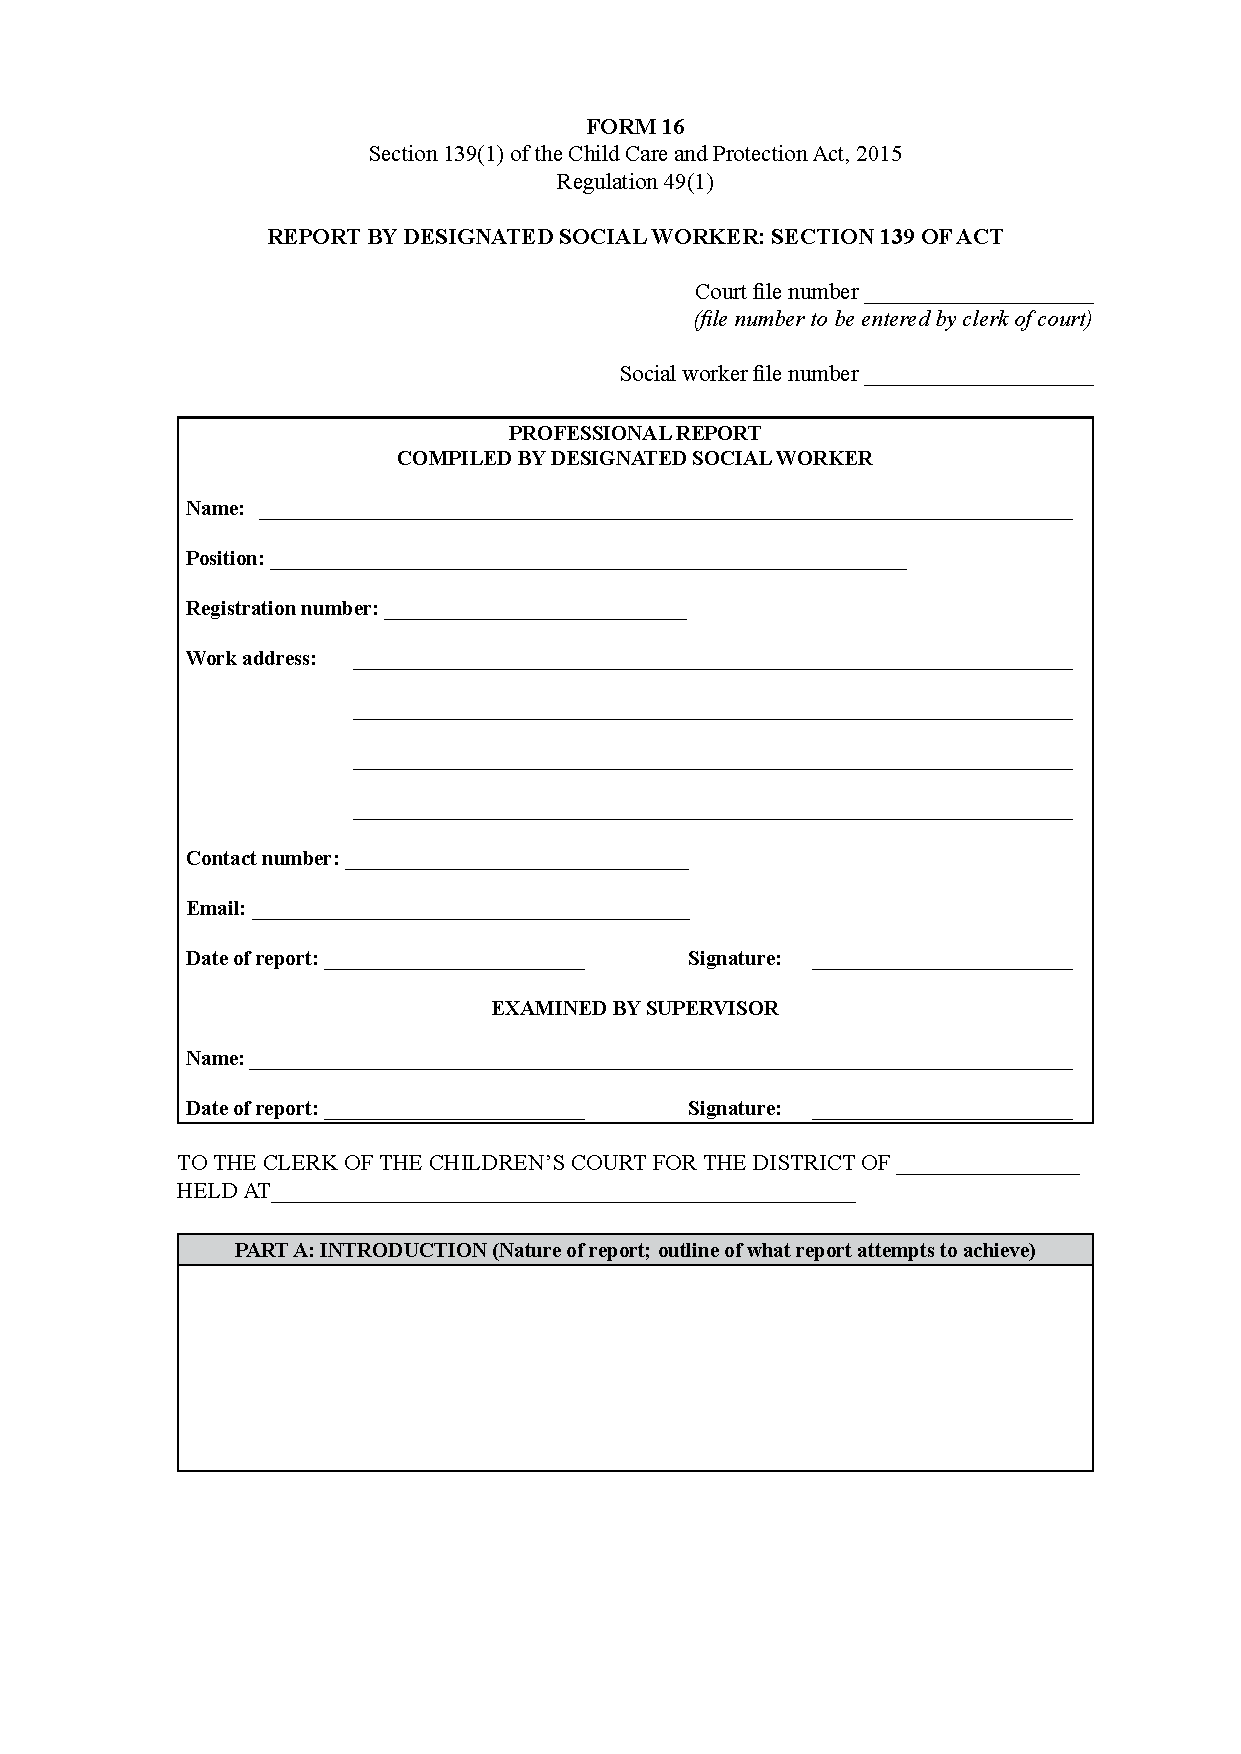 FORM 16
Section 139(1) of the Child Care and Protection Act, 2015
Regulation 49(1)
REPORT BY DESIGNATED SOCIAL WORKER: SECTION 139 OF ACT
Court file number ____________________
(file number to be entered by clerk of court)
Social worker file number ____________________
PROFESSIONAL REPORT
COMPILED BY DESIGNATED SOCIAL WORKER
Name: ____________________
Position: ____________________
Registration number: ____________________
Work address: ____________________
Contact number: ____________________
Email: ____________________
Date of report: ____________________ Signature: ____________________
EXAMINED BY SUPERVISOR
Name: ____________________
Date of report: ____________________ Signature: ____________________
TO THE CLERK OF THE CHILDREN’S COURT FOR THE DISTRICT OF ____________________
HELD AT____________________
PART A: INTRODUCTION (Nature of report; outline of what report attempts to achieve)